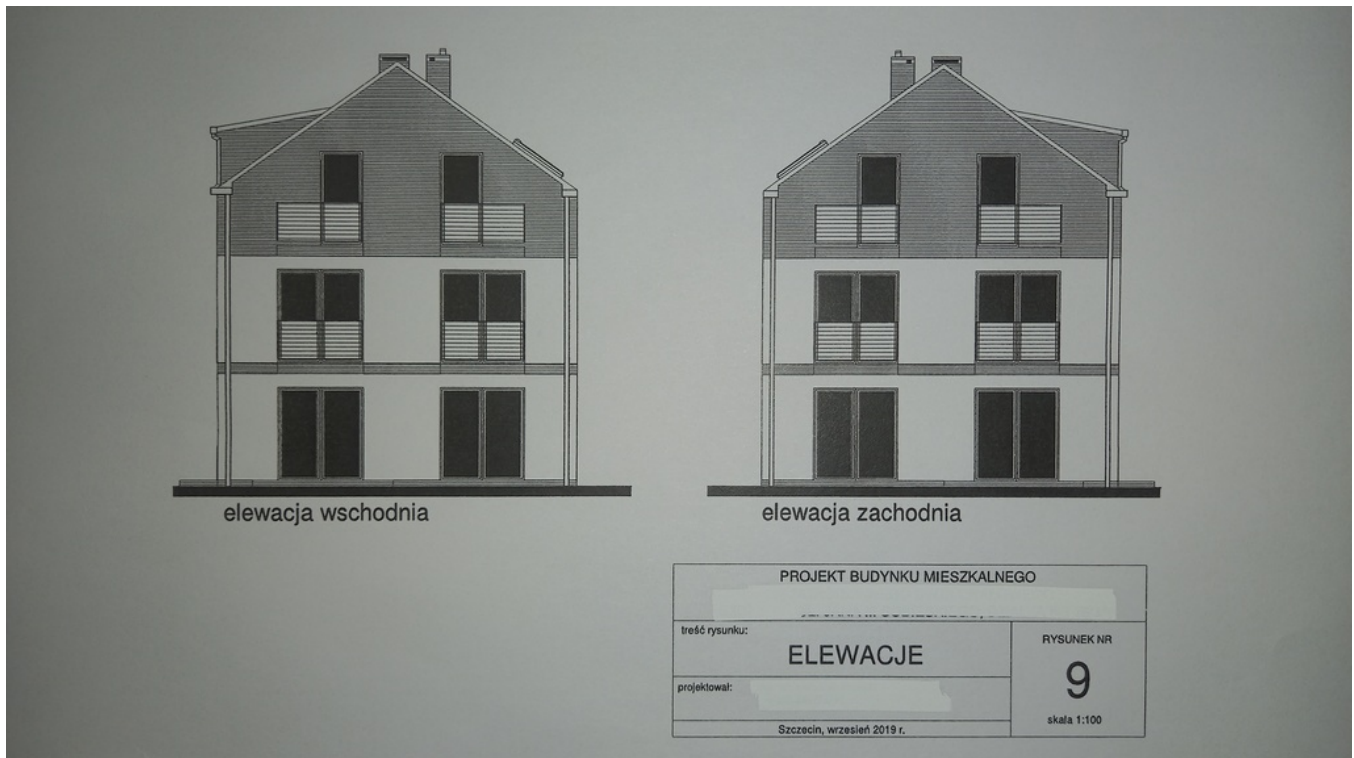 elewacja wschodnia
elewacja zachodnia
PROJEKT BUDYNKU MIESZKALNEGO
treść rysunku:
ELEWACJE
projektował:
Szczecin, wrzesień 2019 r.
RYSUNEK NR
9
skala 1:100